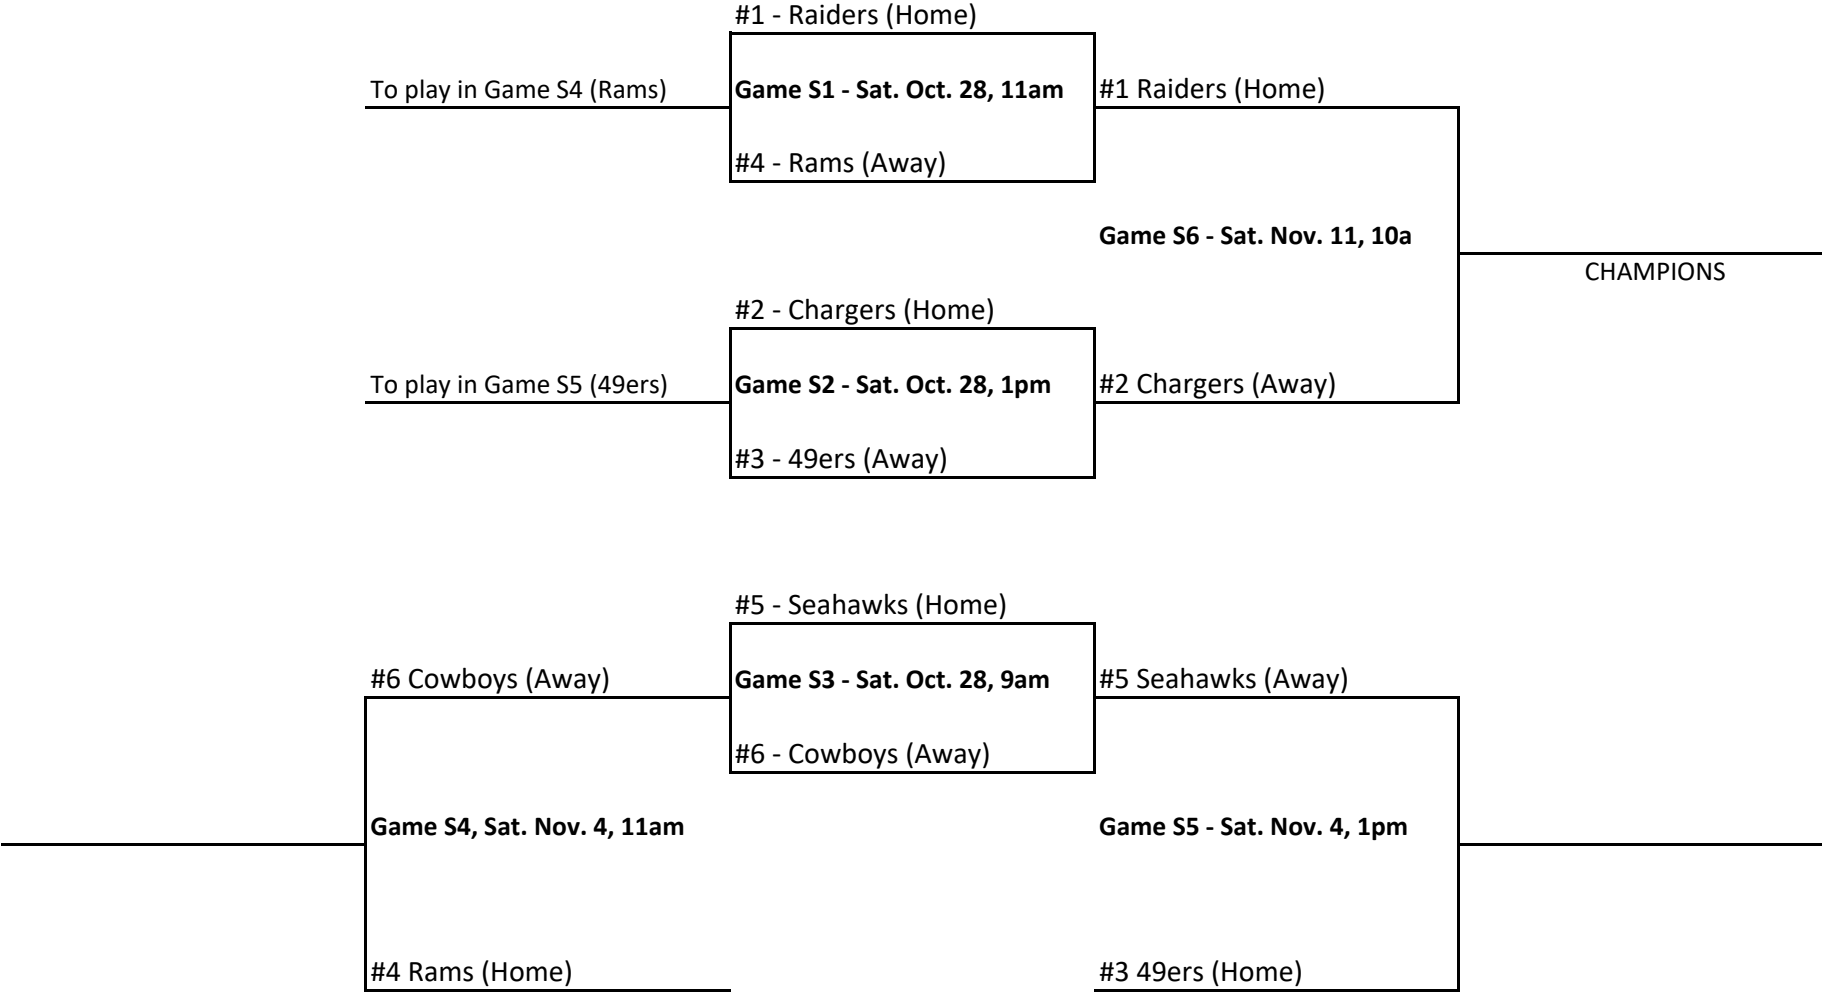 #1 - Raiders (Home)
To play in Game S4 (Rams)
Game S1 - Sat. Oct. 28, 11am
#1 Raiders (Home)
#4 - Rams (Away)
Game S6 - Sat. Nov. 11, 10a
CHAMPIONS
#2 - Chargers (Home)
To play in Game S5 (49ers)
Game S2 - Sat. Oct. 28, 1pm
#2 Chargers (Away)
#3 - 49ers (Away)
#5 - Seahawks (Home)
#6 Cowboys (Away)
Game S3 - Sat. Oct. 28, 9am
#5 Seahawks (Away)
#6 - Cowboys (Away)
Game S4, Sat. Nov. 4, 11am
Game S5 - Sat. Nov. 4, 1pm
#4 Rams (Home)
#3 49ers (Home)